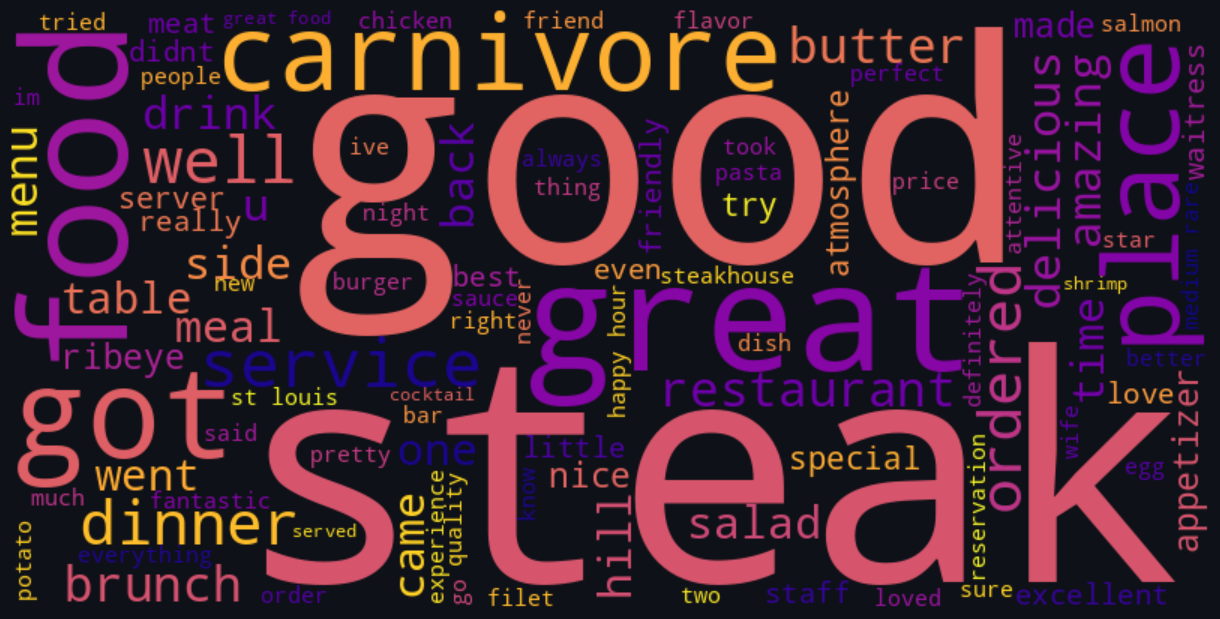 tried
meat
great food
chicken
friend
flavor
made
salmon
didnt
carnivore
butter
people
perfect
im
food
drink
menu
well
ive
back
good
always
thing
friendly
took
pasta
try
atmosphere
price
attentive
delicious
amazing
place
waitress
server
u
really
night
side
new
burger
best
sauce
right
never
even
steakhouse
star
shrimp
medium rare
table
meal
great
happy hour
dish
definitely
ordered
time
better
ribeye
service
restaurant
st louis
cocktail
bar
love
got
said
pretty
one
little
nice
special
wife
egg
appetizer
went
steak
know
much
fantastic
dinner
served
came
experience
quality
hill
salad
reservation
potato
everything
brunch
order
go
filet
two
staff
loved
sure
excellent